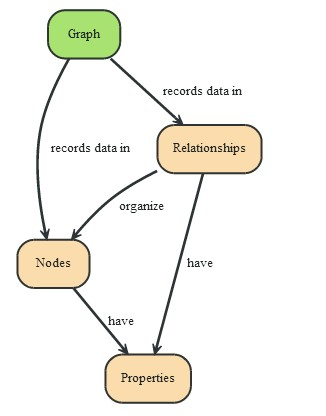 Graph
records data in
records data in
Relationships
organize
Nodes
have
have
Properties